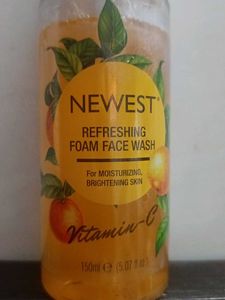 NEWEST
REFRESHING
FOAM FACE WASH
For MOISTURIZING,
BRIGHTENING SKIN
Vitamin-C
150ml ℮ (5.07 fl.oz.)